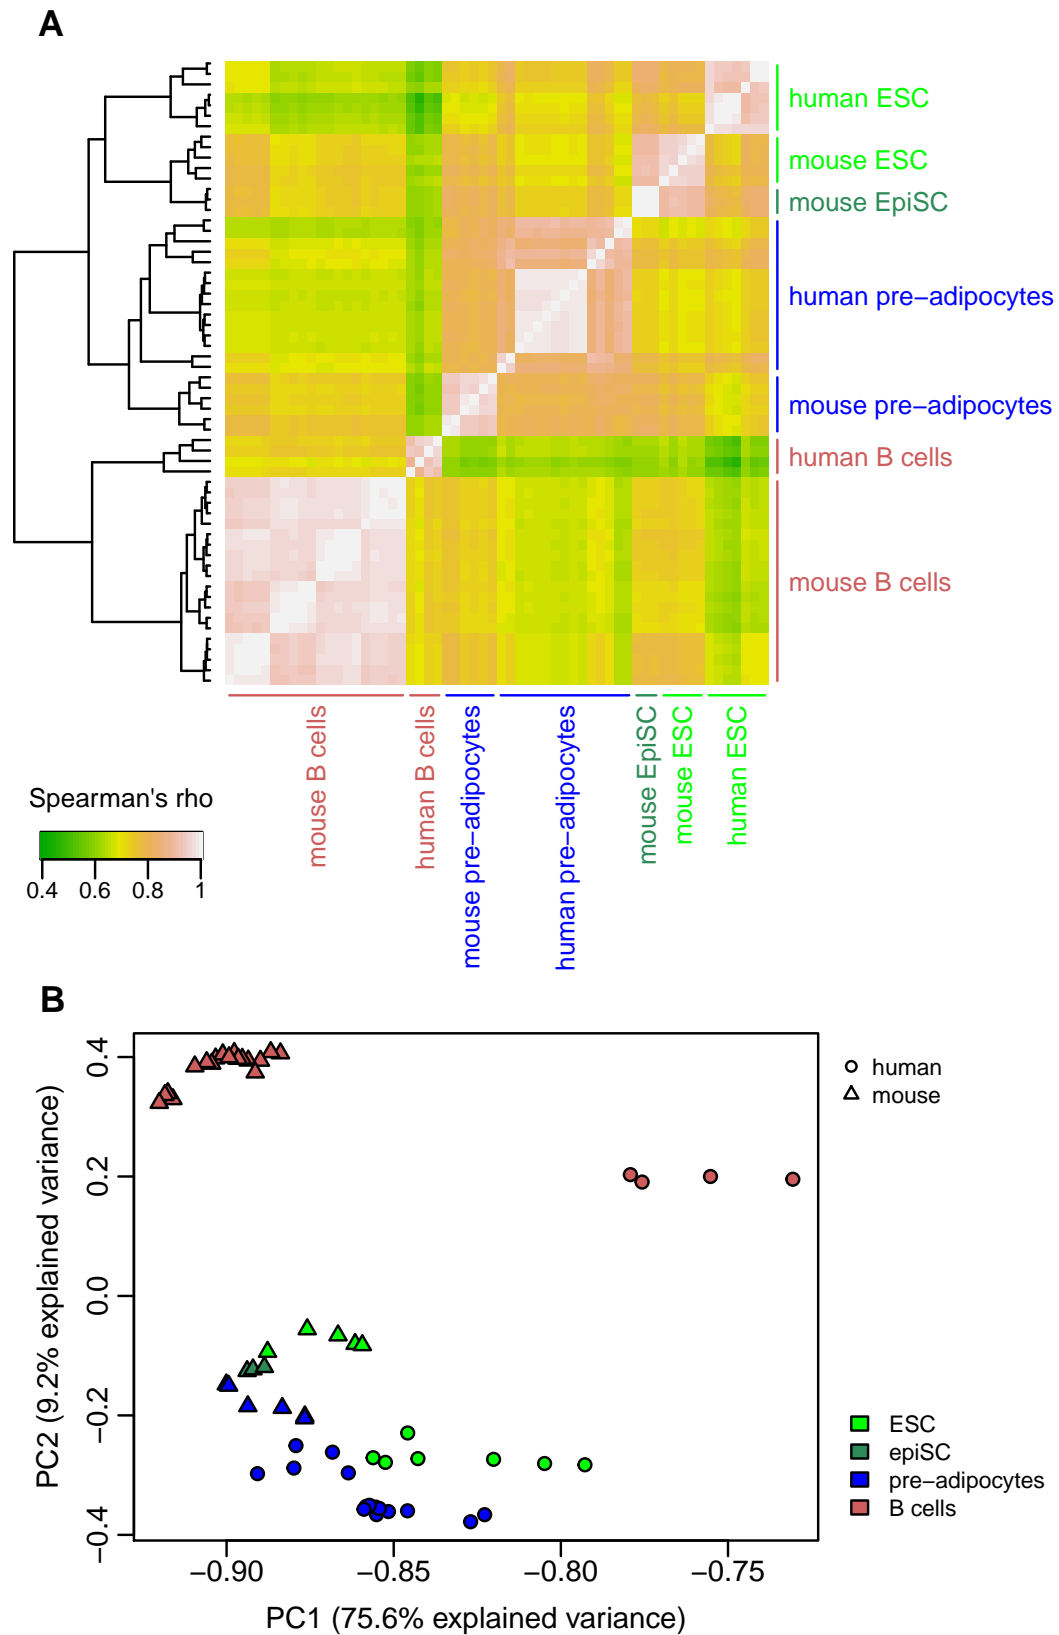 A
human ESC
mouse ESC
mouse EpiSC
human pre−adipocytes
mouse pre−adipocytes
human B cells
mouse B cells
mouse B cells
human B cells
mouse pre−adipocytes
human pre−adipocytes
mouse EpiSC
mouse ESC
human ESC
Spearman's rho
0.4 0.6 0.8 1
B
human
mouse
PC2 (9.2% explained variance)
0.4
0.2
0.0
−0.2
−0.4
ESC
epiSC
pre−adipocytes
B cells
−0.90 −0.85 −0.80 −0.75
PC1 (75.6% explained variance)